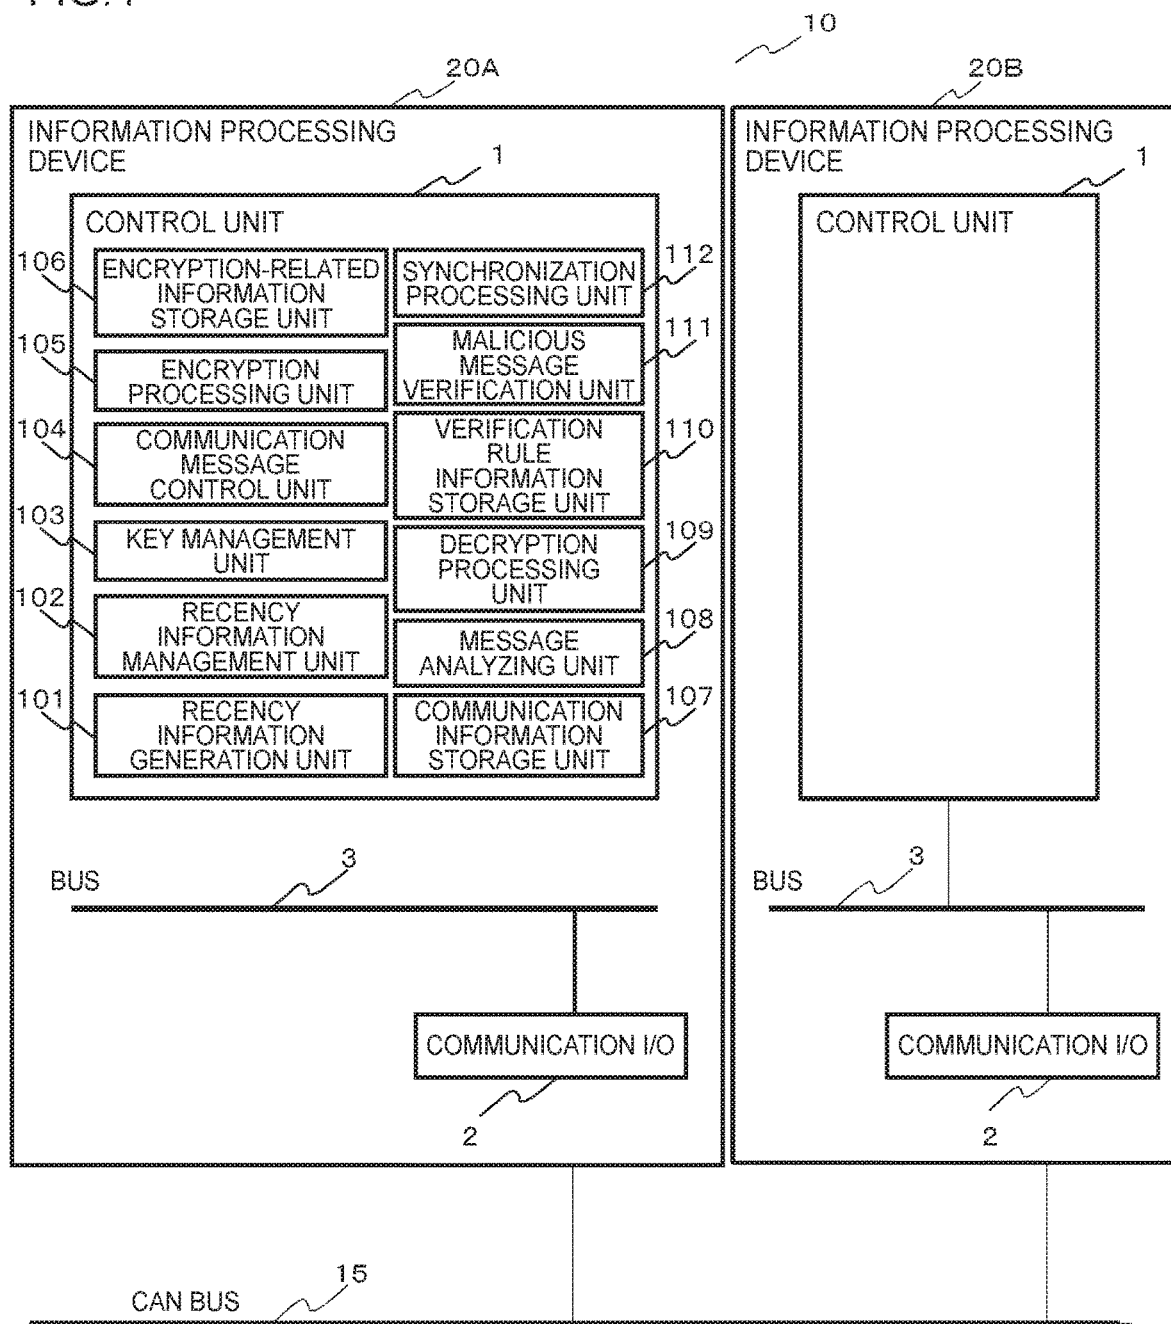 10
20A
20B
INFORMATION PROCESSING
DEVICE
1
CONTROL UNIT
106
ENCRYPTION-RELATED
INFORMATION
STORAGE UNIT
105
ENCRYPTION
PROCESSING UNIT
104
COMMUNICATION
MESSAGE
CONTROL UNIT
103
KEY MANAGEMENT
UNIT
102
RECENCY
INFORMATION
MANAGEMENT UNIT
101
RECENCY
INFORMATION
GENERATION UNIT
SYNCHRONIZATION
PROCESSING UNIT
112
MALICIOUS
MESSAGE
VERIFICATION UNIT
111
VERIFICATION
RULE
INFORMATION
STORAGE UNIT
110
DECRYPTION
PROCESSING
UNIT
109
MESSAGE
ANALYZING UNIT
108
COMMUNICATION
INFORMATION
STORAGE UNIT
107
BUS
3
COMMUNICATION I/O
2
INFORMATION PROCESSING
DEVICE
1
CONTROL UNIT
BUS
3
COMMUNICATION I/O
2
CAN BUS
15